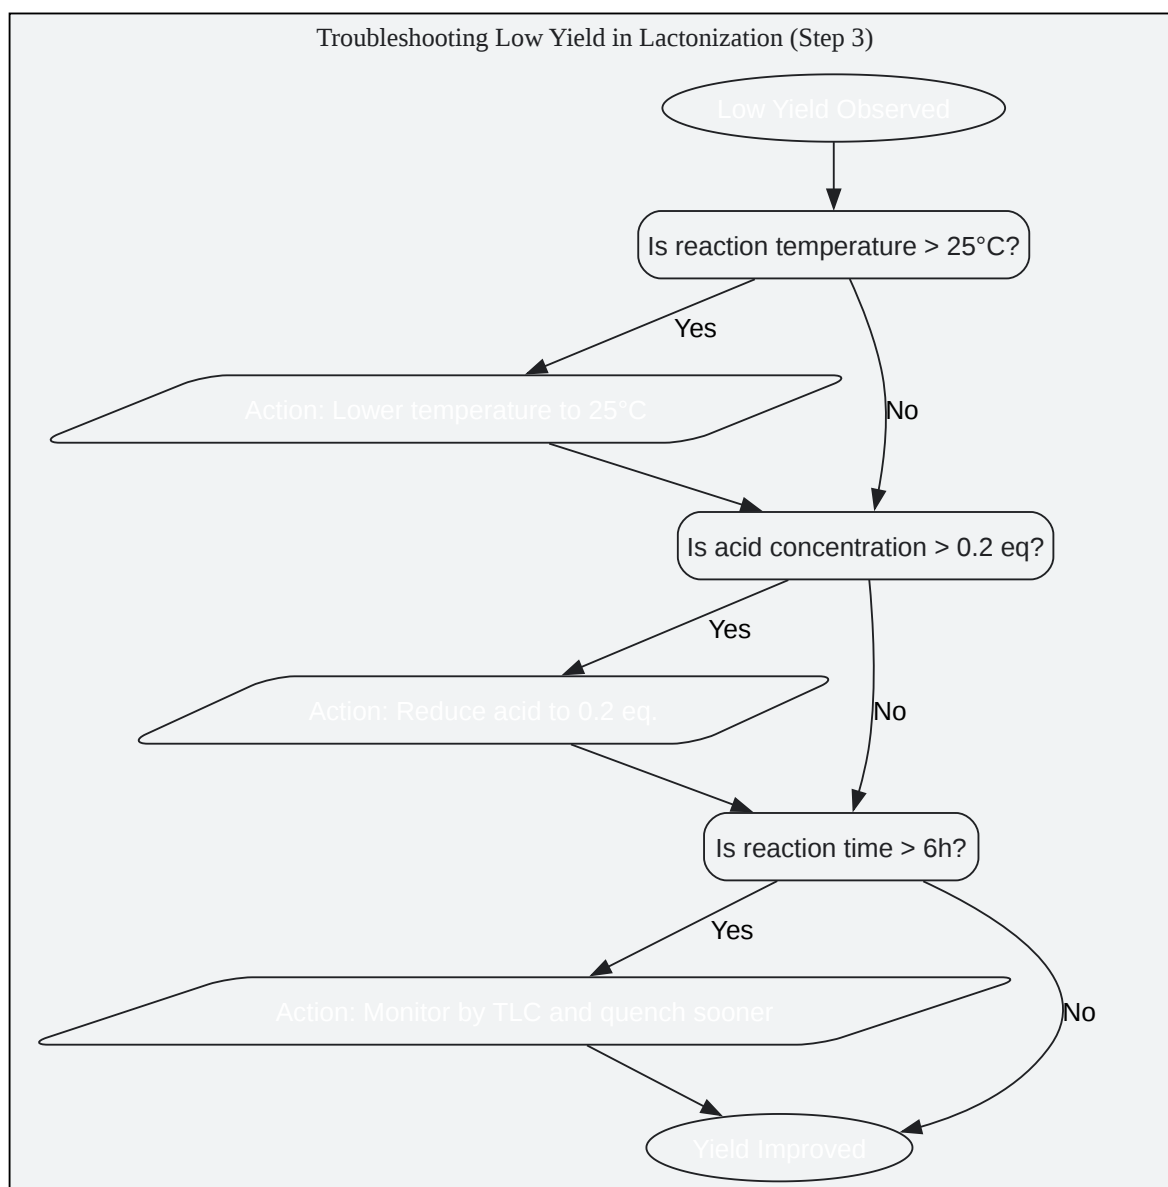 Troubleshooting Low Yield in Lactonization (Step 3)
Low Yield Observed
Is reaction temperature > 25°C?
Yes
Action: Lower temperature to 25°C
No
Is acid concentration > 0.2 eq?
Yes
Action: Reduce acid to 0.2 eq.
No
Is reaction time > 6h?
Yes
Action: Monitor by TLC and quench sooner
No
Yield Improved